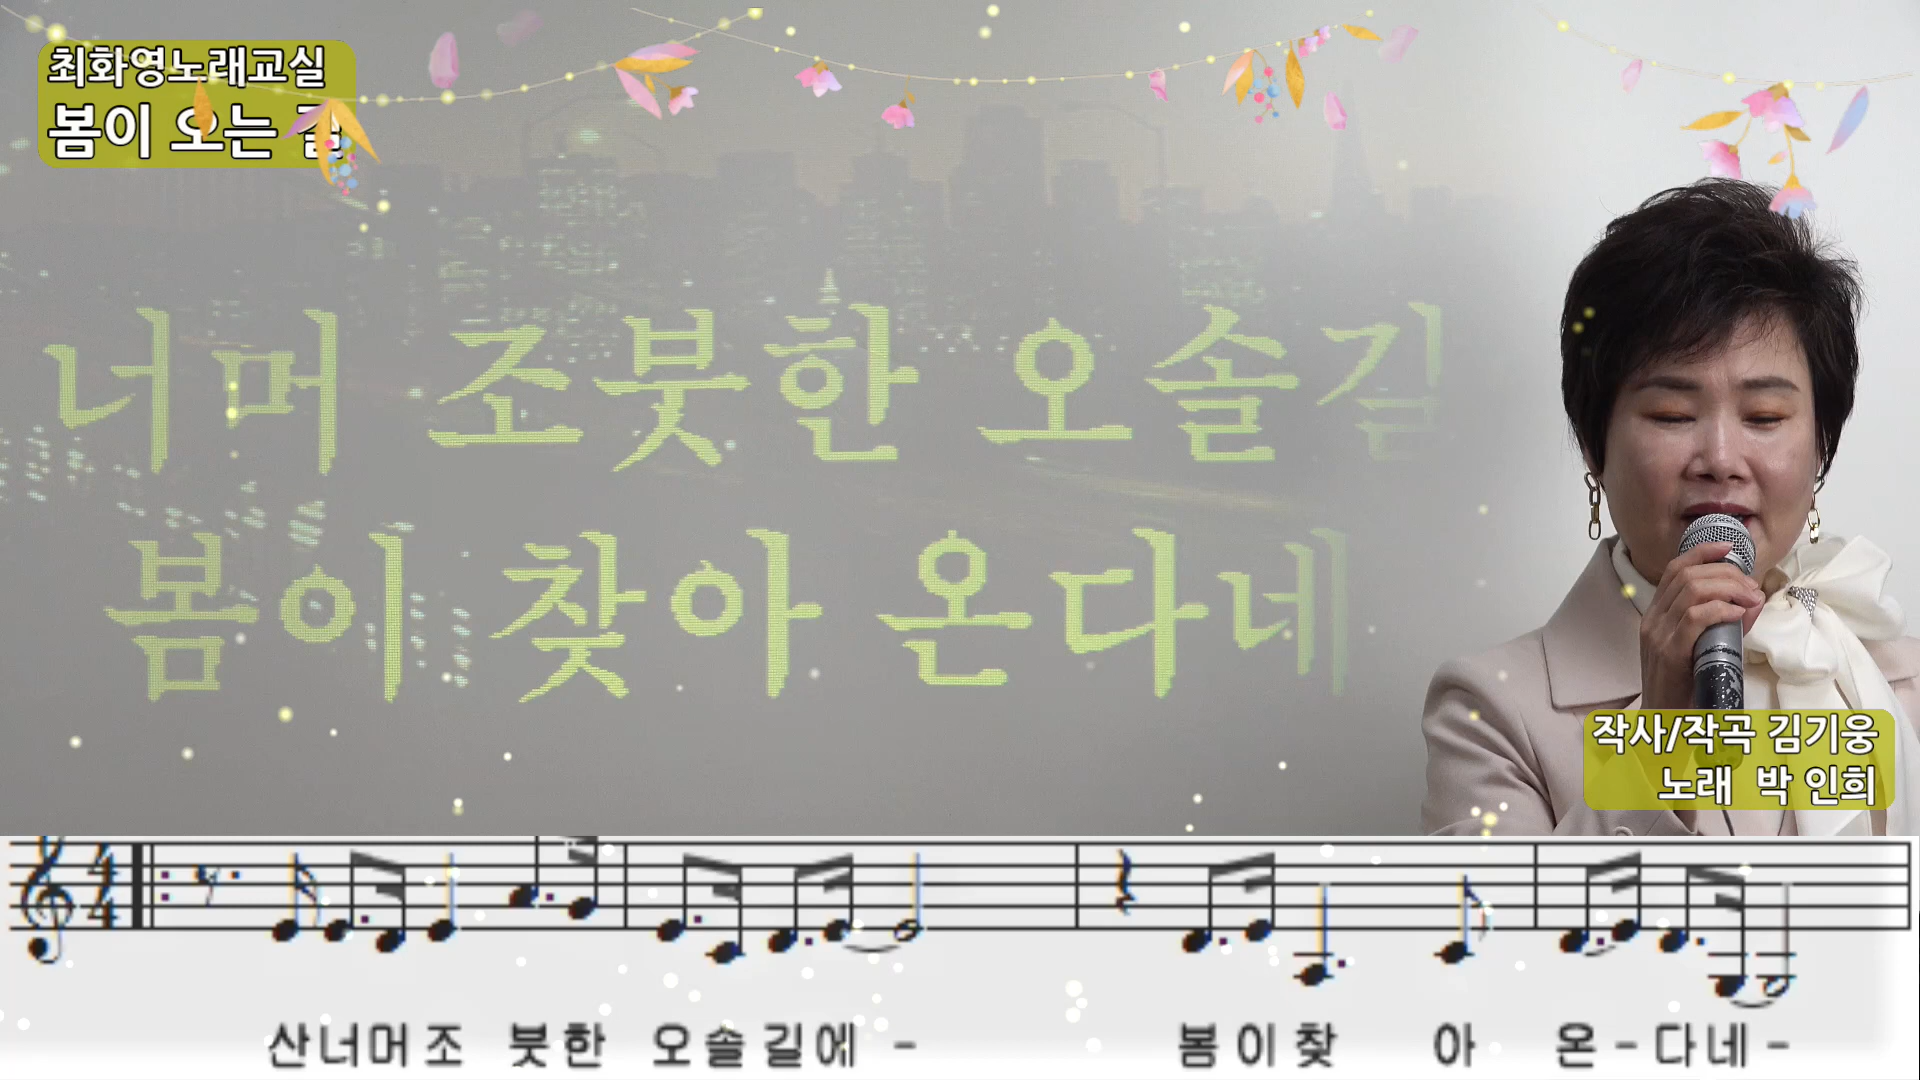 최화영노래교실
봄이 오는 길
너머 조붓한 오솔길
봄이 찾아 온다네
작사/작곡 김기웅
노래 박 인희
4/4
산너머조 붓한 오솔길에 - 봄이찾 아 온-다네-